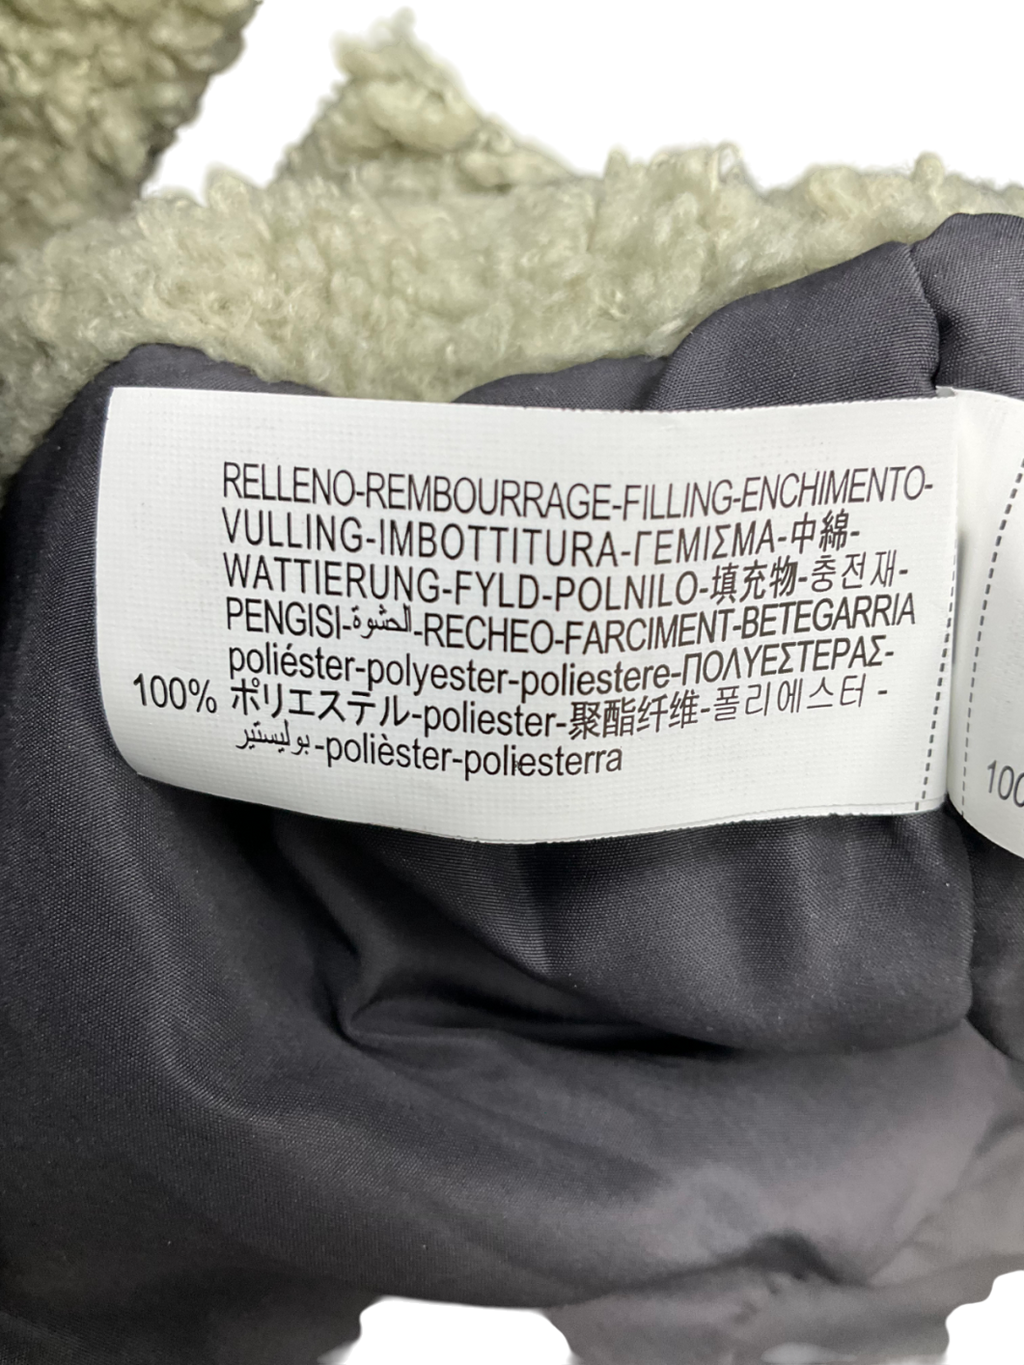 RELLENO-REMBOURRAGE-FILLING-ENCHIMENTO-
VULLING-IMBOTTITURA-ΓΕΜΙΣΜΑ-中綿-
WATTIERUNG-FYLD-POLNILO-填充物-충전재-
PENGISI-الحشوة-RECHEO-FARCIMENT-BETEGARRIA
poliéster-polyester-poliestere-ΠΟΛΥΕΣΤΕΡΑΣ-
100% ポリエステル-poliester-聚酯纤维-폴리에스터-
بوليستير-polièster-poliesterra
100